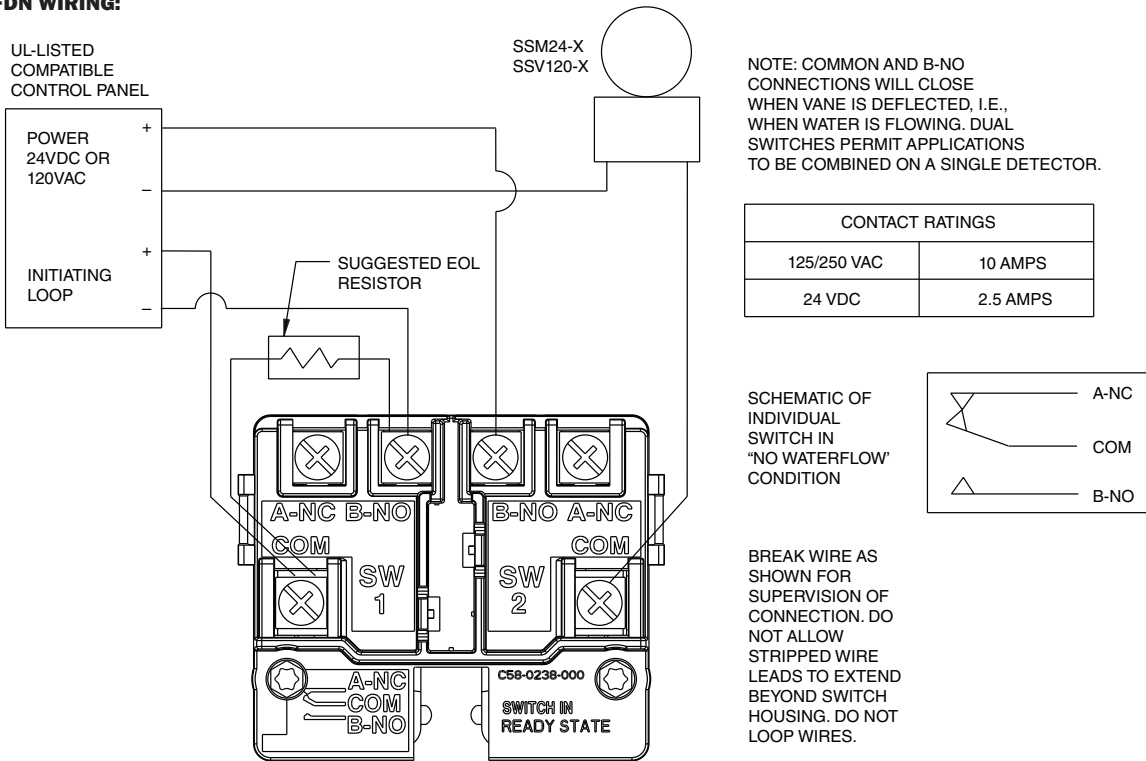 -DN WIRING:
UL-LISTED
COMPATIBLE
CONTROL PANEL
POWER
24VDC OR
120VAC
+
–
INITIATING
LOOP
+
–
SUGGESTED EOL
RESISTOR
SSM24-X
SSV120-X
A-NC B-NO
COM
SW
1
B-NO A-NC
COM
SW
2
A-NC
COM
B-NO
C58-0238-000
SWITCH IN
READY STATE
NOTE: COMMON AND B-NO
CONNECTIONS WILL CLOSE
WHEN VANE IS DEFLECTED, I.E.,
WHEN WATER IS FLOWING. DUAL
SWITCHES PERMIT APPLICATIONS
TO BE COMBINED ON A SINGLE DETECTOR.
CONTACT RATINGS
125/250 VAC 10 AMPS
24 VDC 2.5 AMPS
SCHEMATIC OF
INDIVIDUAL
SWITCH IN
“NO WATERFLOW’
CONDITION
A-NC
COM
B-NO
BREAK WIRE AS
SHOWN FOR
SUPERVISION OF
CONNECTION. DO
NOT ALLOW
STRIPPED WIRE
LEADS TO EXTEND
BEYOND SWITCH
HOUSING. DO NOT
LOOP WIRES.